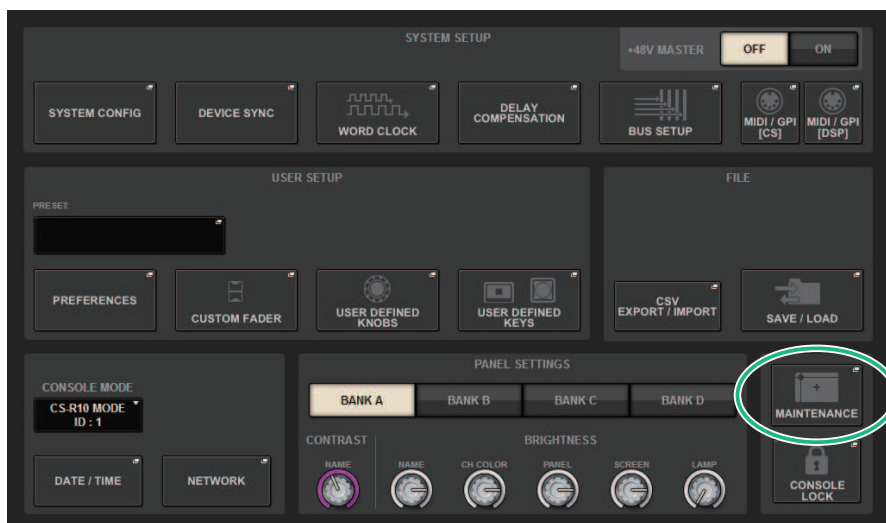 SYSTEM SETUP
+48V MASTER
OFF
ON
SYSTEM CONFIG
DEVICE SYNC
WORD CLOCK
DELAY
COMPENSATION
BUS SETUP
MIDI / GPI
[CS]
MIDI / GPI
[DSP]
USER SETUP
FILE
PRESET:
PREFERENCES
CUSTOM FADER
USER DEFINED
KNOBS
USER DEFINED
KEYS
CSV
EXPORT / IMPORT
SAVE / LOAD
CONSOLE MODE
CS-R10 MODE
ID : 1
DATE / TIME
NETWORK
PANEL SETTINGS
BANK A
BANK B
BANK C
BANK D
CONTRAST
BRIGHTNESS
NAME
NAME
CH COLOR
PANEL
SCREEN
LAMP
MAINTENANCE
CONSOLE
LOCK